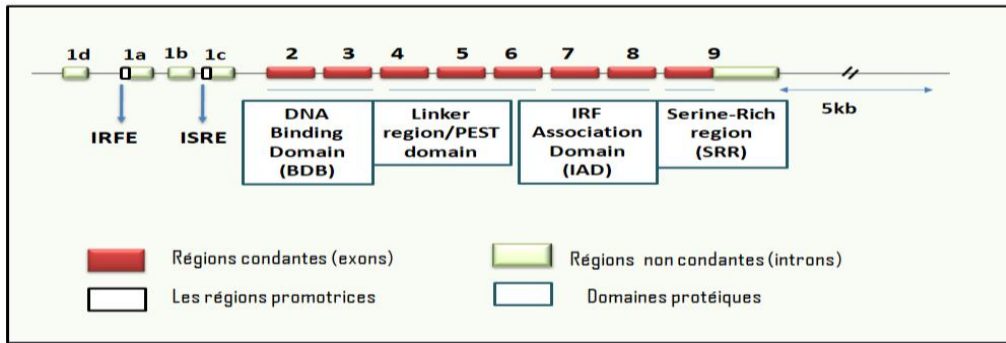 1d 1a 1b 1c 2 3 4 5 6 7 8 9
5kb
IRFE ISRE
DNA
Binding
Domain
(BDB)
Linker
region/PEST
domain
IRF
Association
Domain
(IAD)
Serine-Rich
region
(SRR)
Régions condantes (exons)
Régions non condantes (introns)
Les régions promotrices
Domaines protéiques